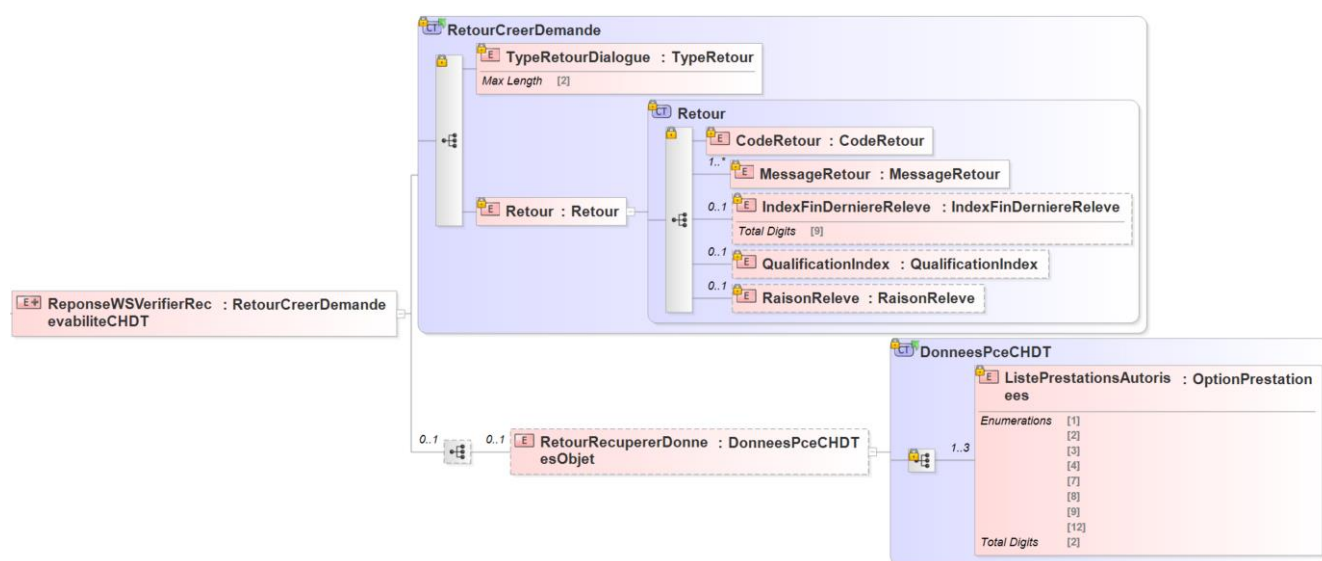 CT RetourCreerDemande
E TypeRetourDialogue : TypeRetour
Max Length [2]
CT Retour
E CodeRetour : CodeRetour
1..*
E MessageRetour : MessageRetour
0..1
E IndexFinDerniereReleve : IndexFinDerniereReleve
Total Digits [9]
E Retour : Retour
0..1
E QualificationIndex : QualificationIndex
0..1
E RaisonReleve : RaisonReleve
E ReponseWSVerifierRec : RetourCreerDemande
evabiliteCHDT
CT DonneesPceCHDT
E ListePrestationsAutoris : OptionPrestation
ees
Enumerations [1]
[2]
[3]
[4]
[7]
[8]
[9]
[12]
Total Digits [2]
0..1
0..1
E RetourRecupererDonne : DonneesPceCHDT
esObjet
1..3